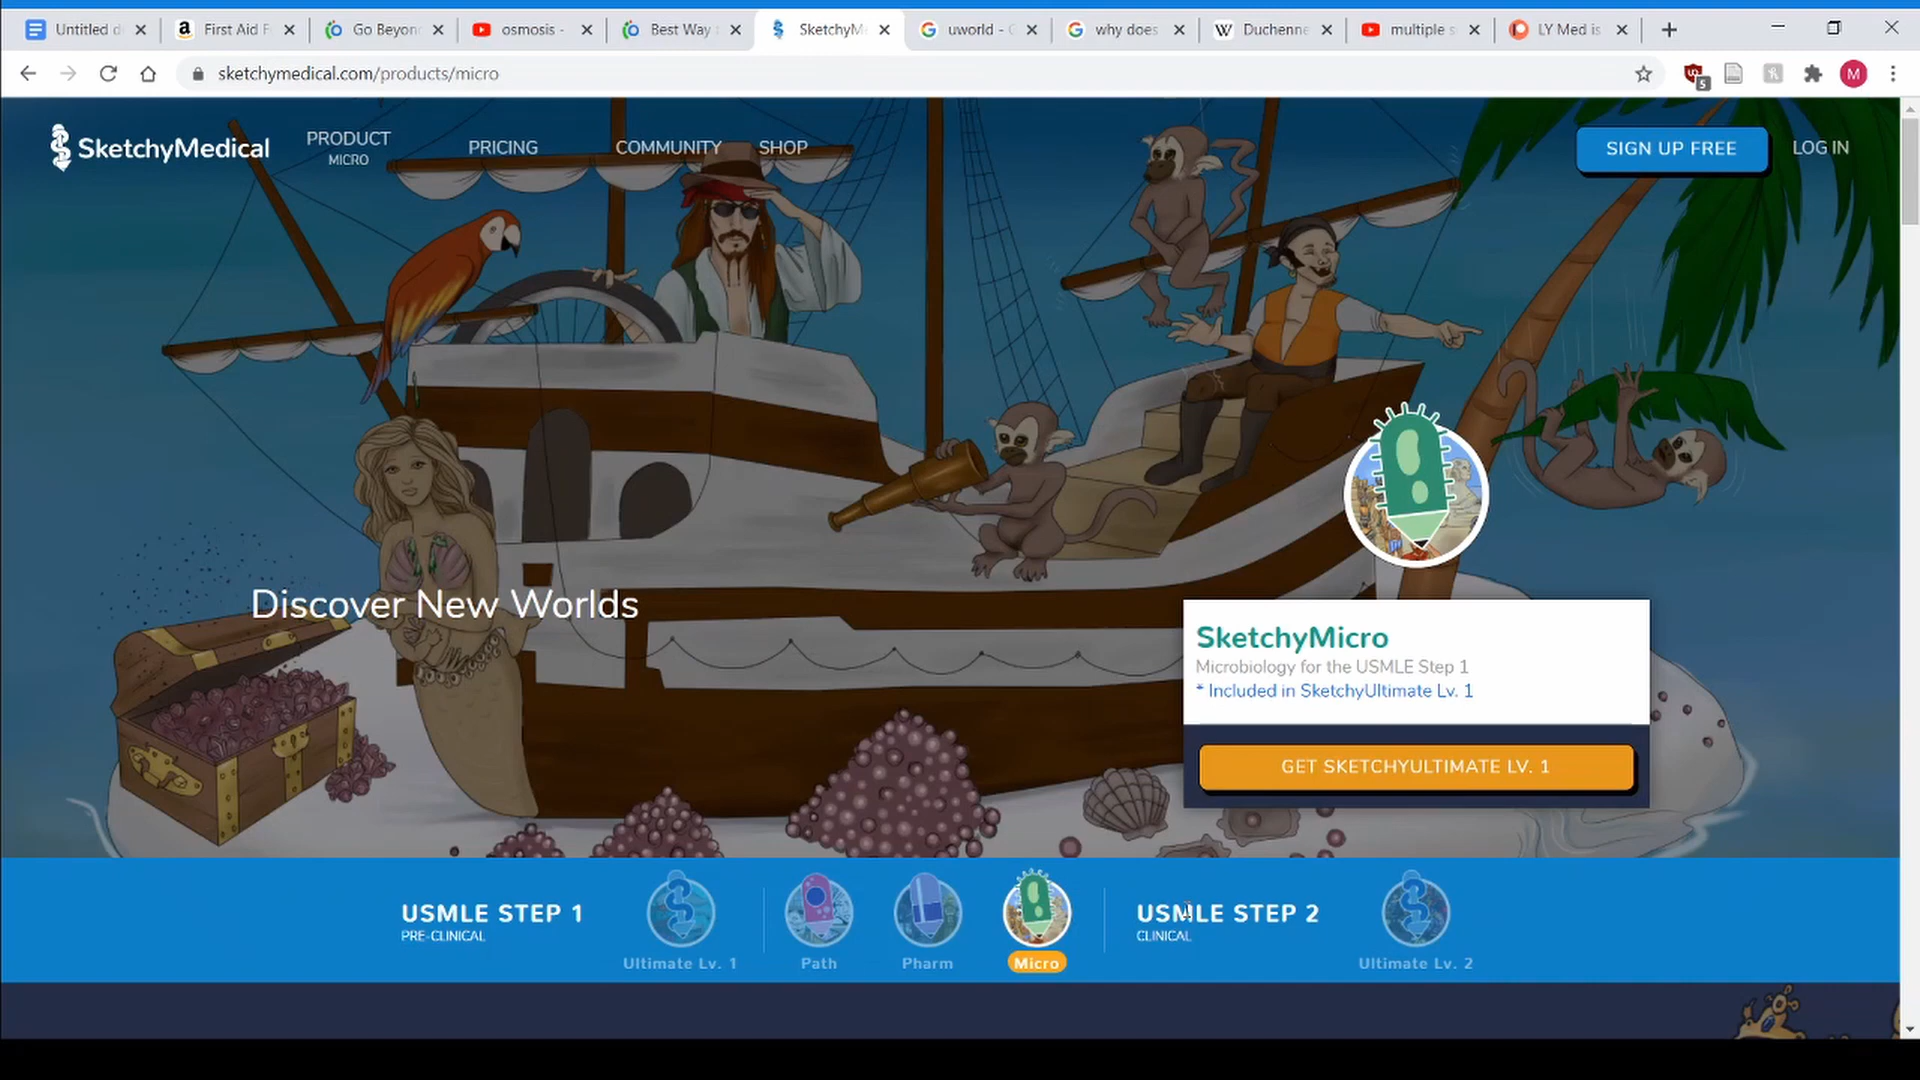 Untitled d
First Aid F
Go Beyon
osmosis -
Best Way
SketchyM
uworld - G
why does
Duchenne
multiple s
LY Med is
sketchymedical.com/products/micro
5
M
SketchyMedical
PRODUCT
MICRO
PRICING
COMMUNITY
SHOP
SIGN UP FREE
LOG IN
Discover New Worlds
SketchyMicro
Microbiology for the USMLE Step 1
* Included in SketchyUltimate Lv. 1
GET SKETCHYULTIMATE LV. 1
USMLE STEP 1
PRE-CLINICAL
Ultimate Lv. 1
Path
Pharm
Micro
USMLE STEP 2
CLINICAL
Ultimate Lv. 2